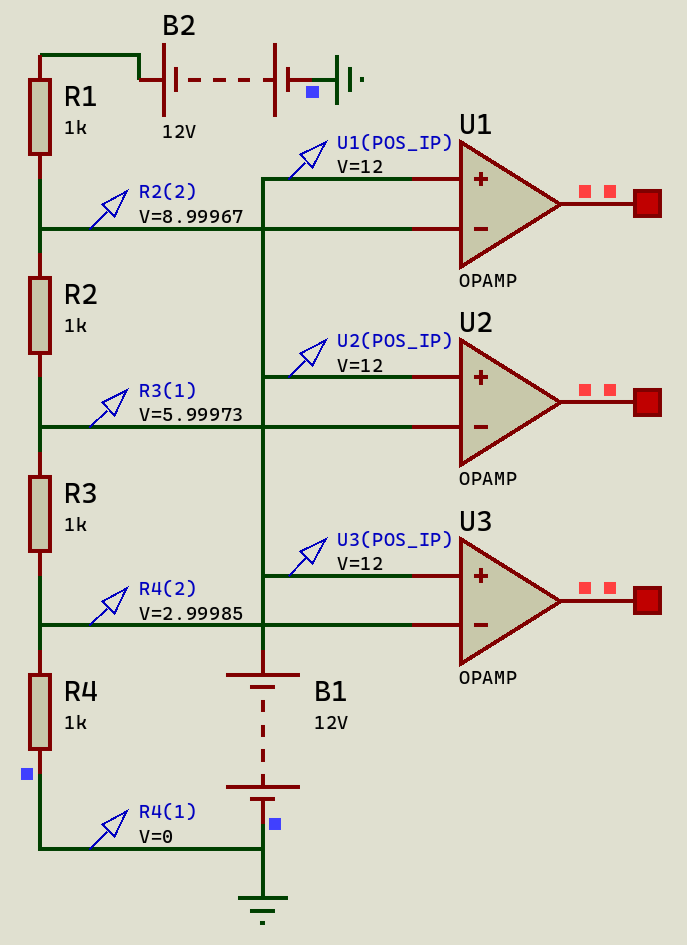 B2
12V
R1
1k
U1
U1(POS_IP)
V=12
R2(2)
V=8.99967
OPAMP
R2
1k
U2
U2(POS_IP)
V=12
R3(1)
V=5.99973
OPAMP
R3
1k
U3
U3(POS_IP)
V=12
R4(2)
V=2.99985
OPAMP
R4
1k
B1
12V
R4(1)
V=0